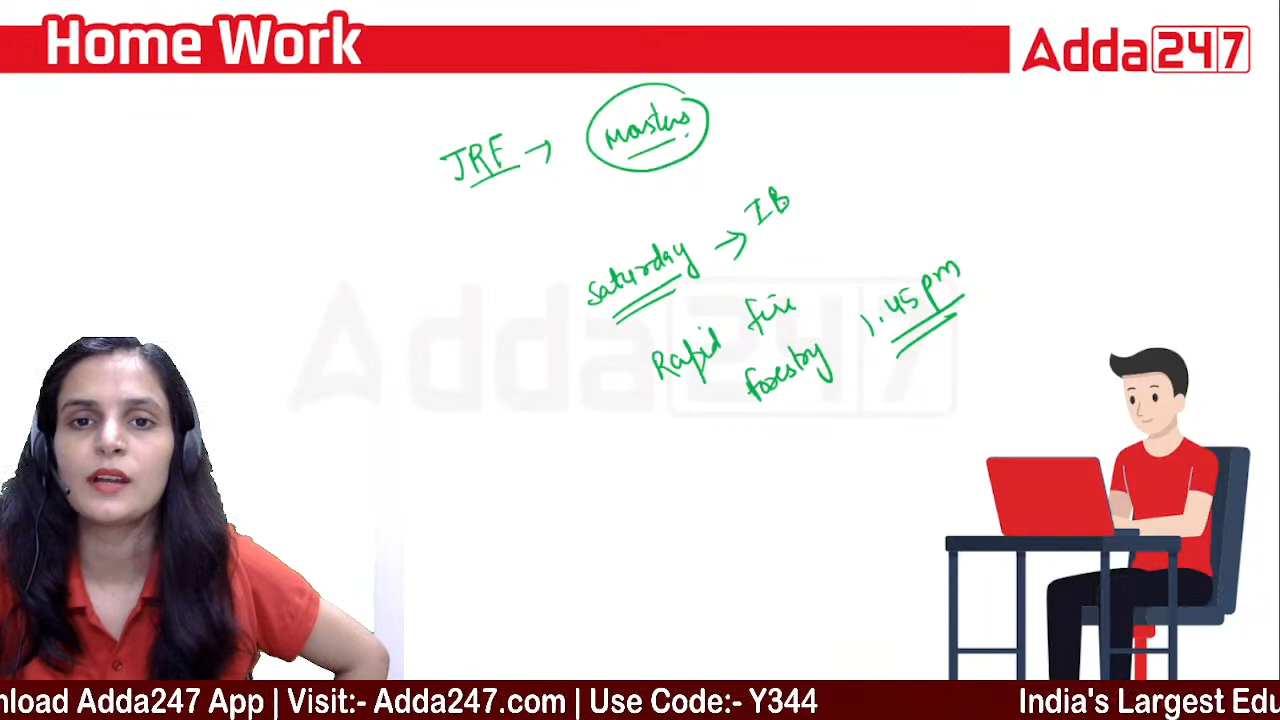 Home Work
Adda247
JRF → Masters
Saturday → IB
Rapid fire
forestry 1.45 pm
Adda247
nload Adda247 App | Visit:- Adda247.com | Use Code:- Y344
India's Largest Edu